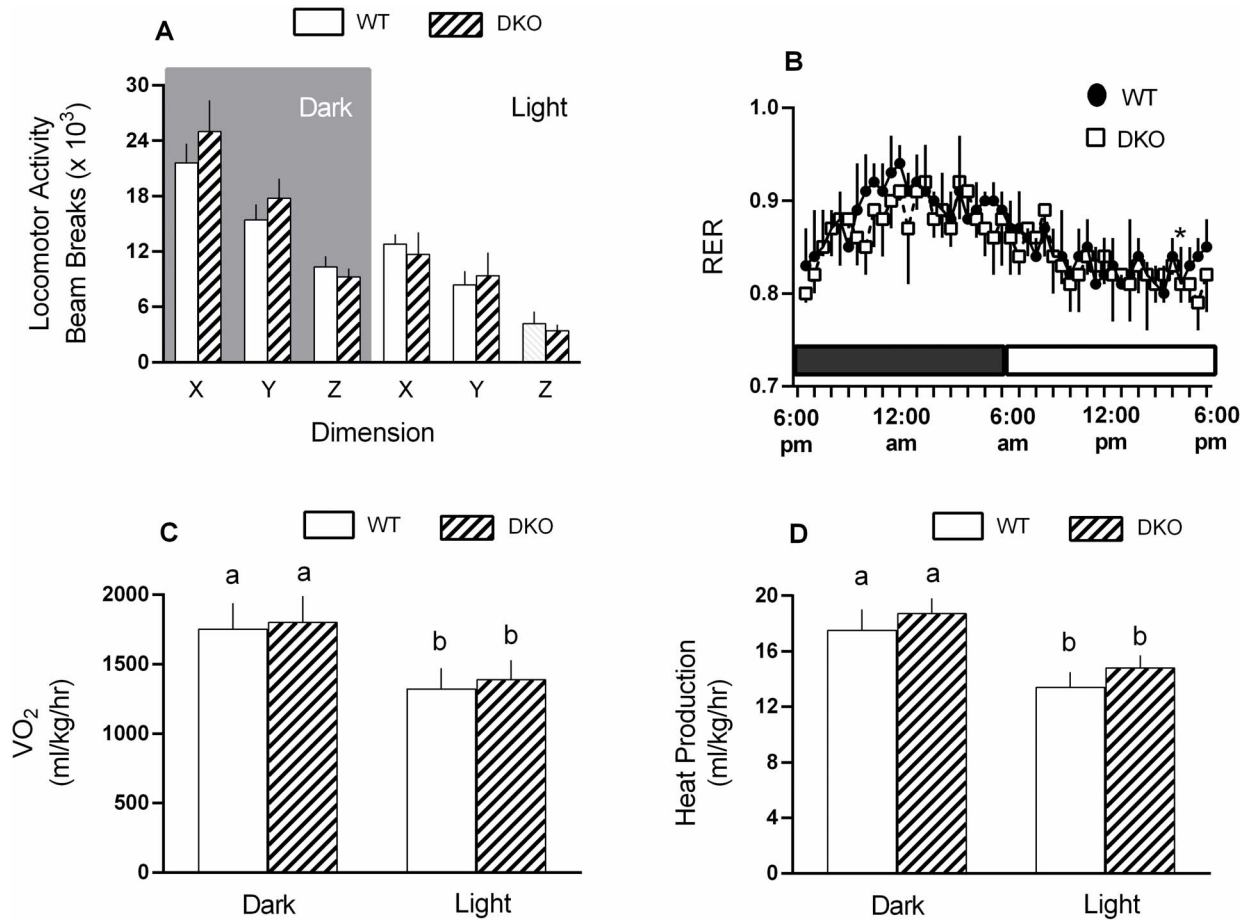 A
WT DKO
Locomotor Activity
Beam Breaks (x 10³)
30
24
18
12
6
0
Dark
Light
X Y Z X Y Z
Dimension
B
WT
DKO
RER
1.0
0.9
0.8
0.7
*
6:00 12:00 6:00 12:00 6:00
pm am am pm pm
C
WT DKO
VO₂
(ml/kg/hr)
2000
1500
1000
500
0
a a
b b
Dark Light
D
WT DKO
Heat Production
(ml/kg/hr)
20
16
12
8
4
0
a a
b b
Dark Light